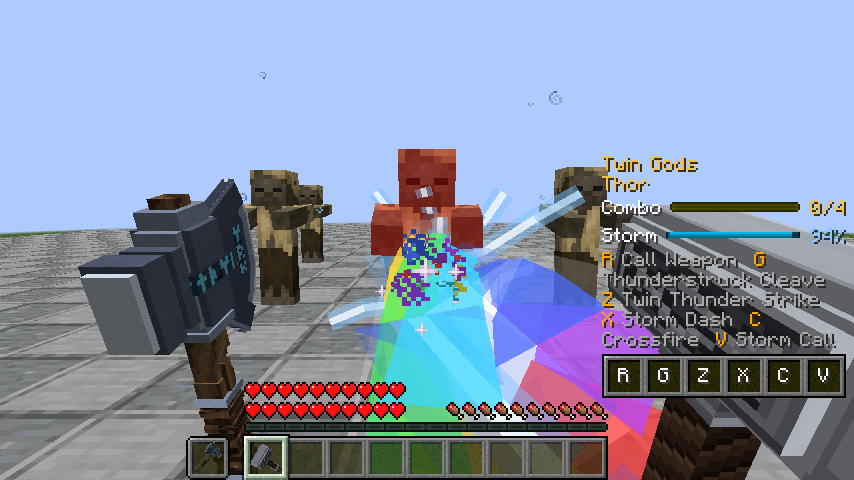 Twin Gods
Thor
Combo 0/4
Storm 94%
R Call Weapon G
Thunderstruck Cleave
Z Twin Thunder Strike
X Storm Dash C
Crossfire V Storm Call
R G Z X C V